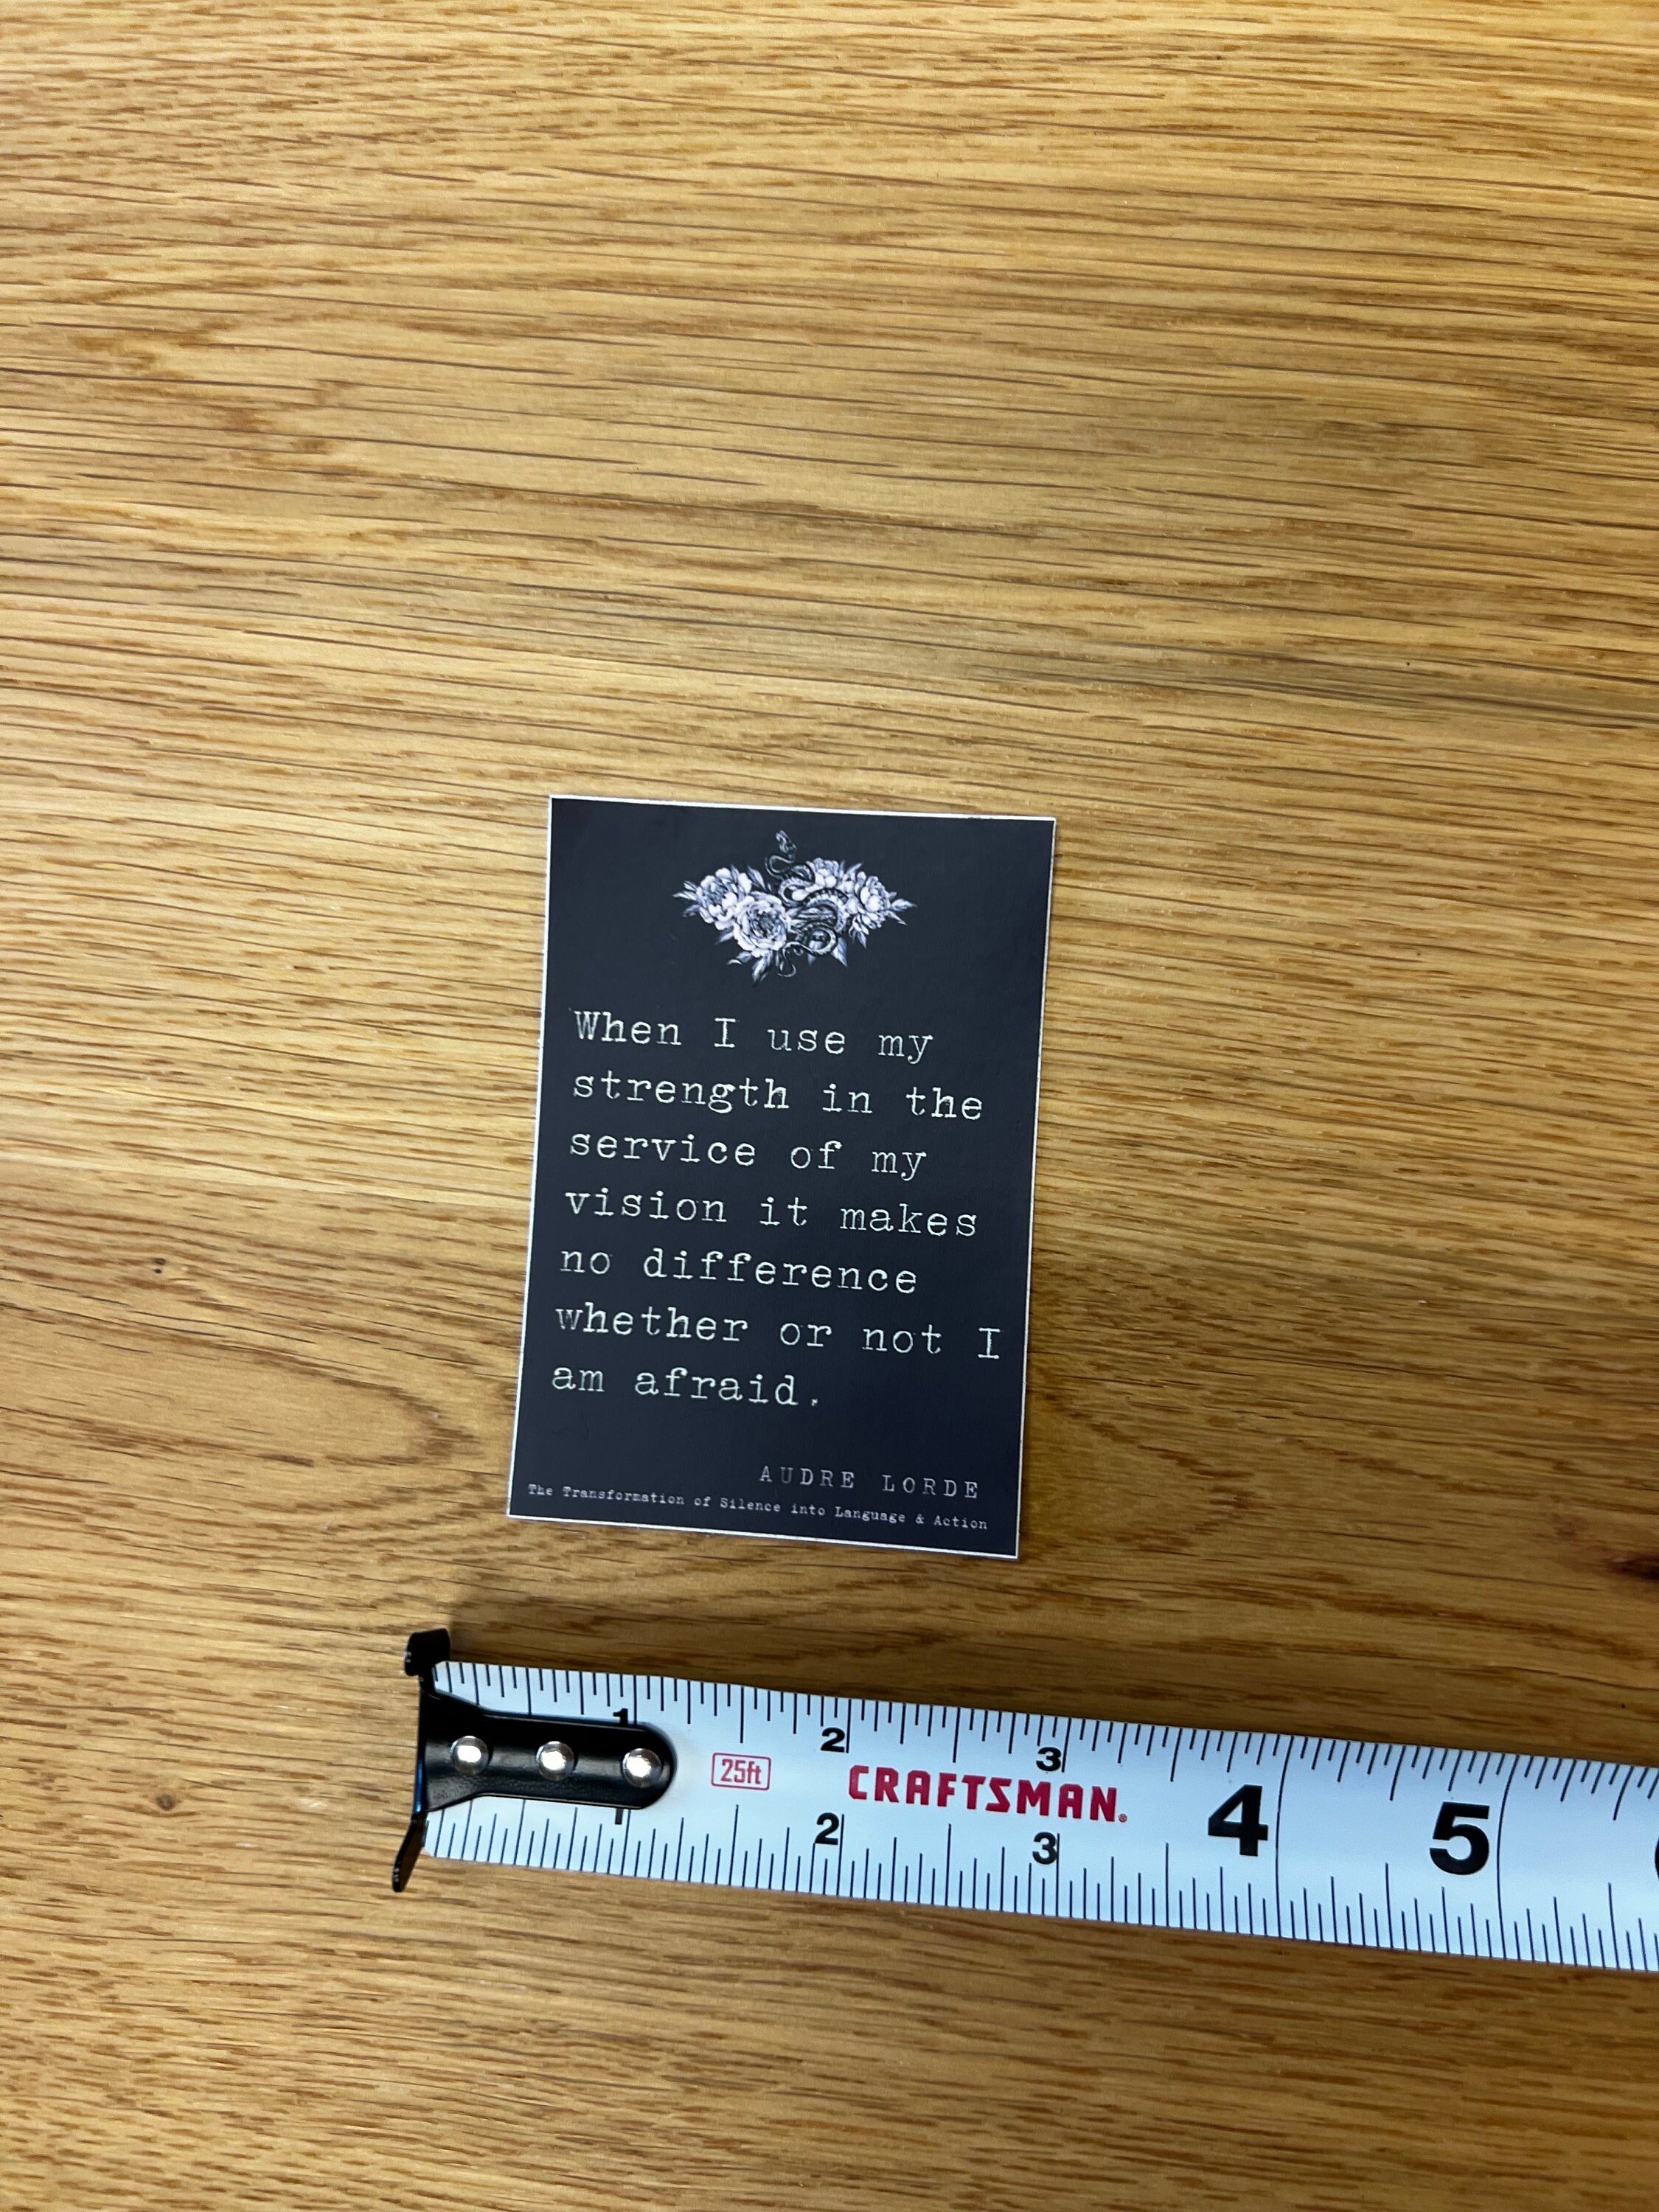 When I use my
strength in the
service of my
vision it makes
no difference
whether or not I
am afraid.
AUDRE LORDE
The Transformation of Silence into Language & Action
1 2 3
25ft CRAFTSMAN® 4 5
1 2 3